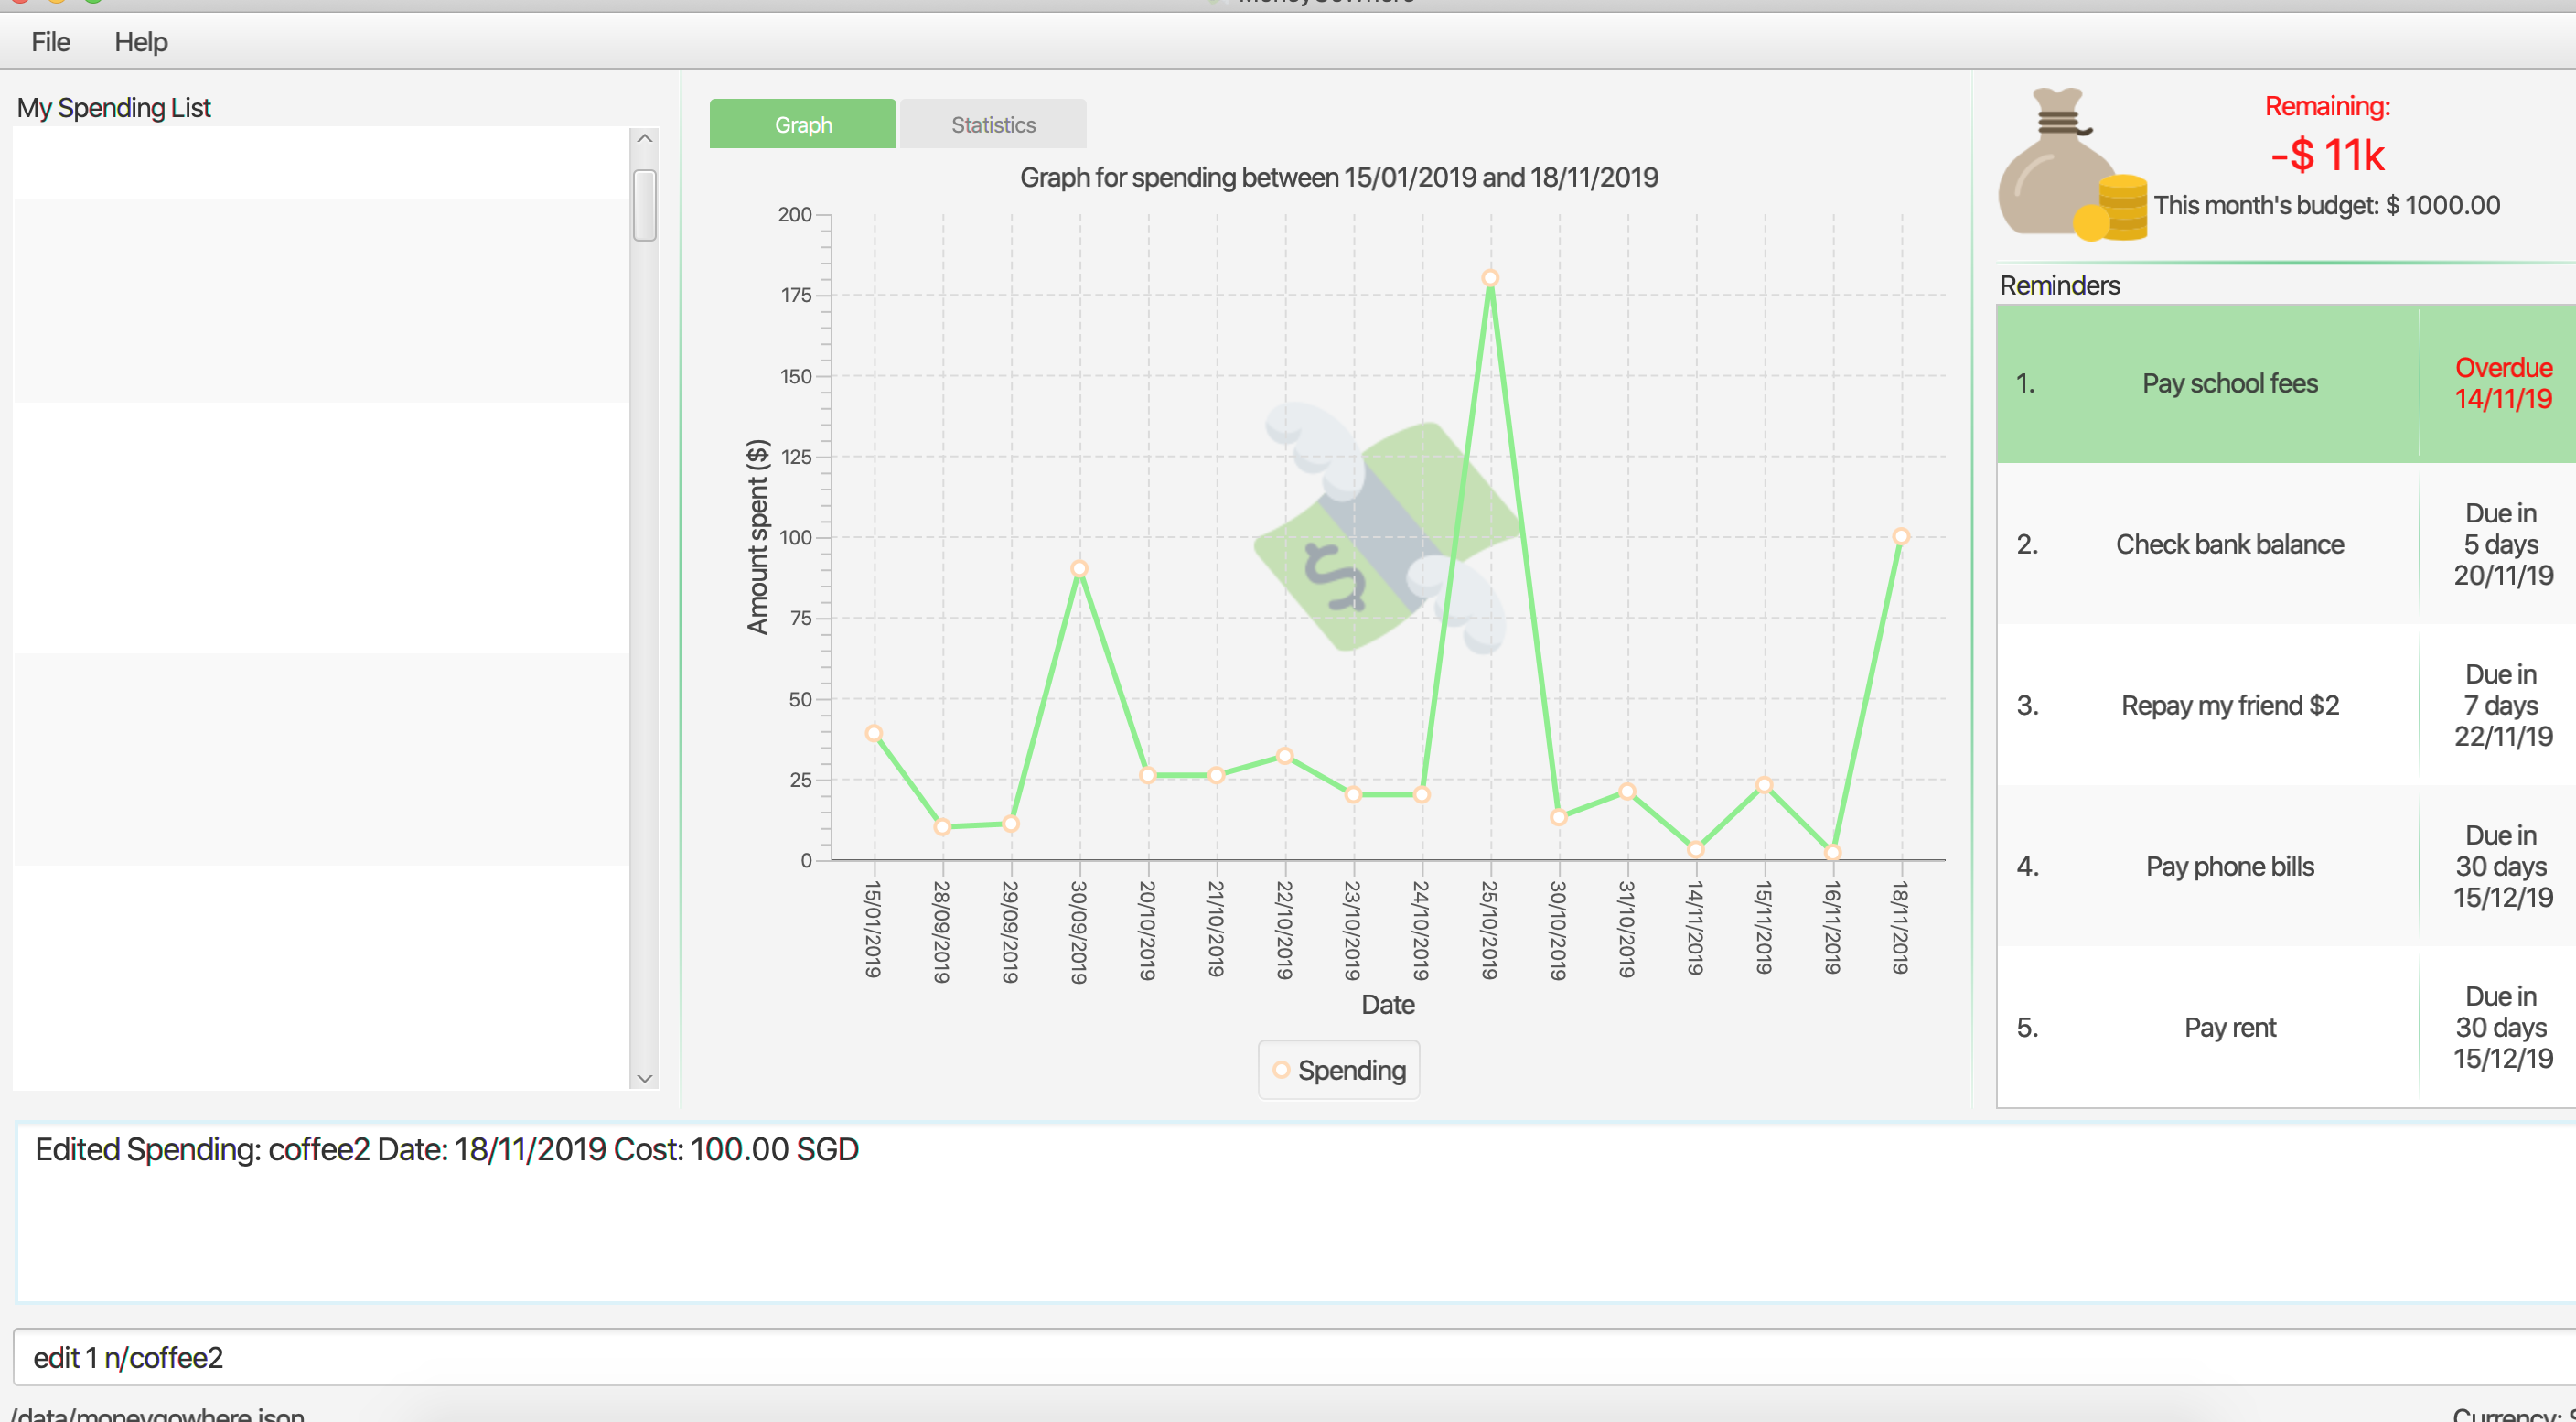 MoneyGoWhere
File Help
My Spending List
Graph Statistics
Graph for spending between 15/01/2019 and 18/11/2019
Amount spent ($)
200
175
150
125
100
75
50
25
0
15/01/2019
28/09/2019
29/09/2019
30/09/2019
20/10/2019
21/10/2019
22/10/2019
23/10/2019
24/10/2019
25/10/2019
30/10/2019
31/10/2019
14/11/2019
15/11/2019
16/11/2019
18/11/2019
Date
Spending
Remaining:
-$ 11k
This month's budget: $ 1000.00
Reminders
1. Pay school fees
Overdue
14/11/19
2. Check bank balance
Due in
5 days
20/11/19
3. Repay my friend $2
Due in
7 days
22/11/19
4. Pay phone bills
Due in
30 days
15/12/19
5. Pay rent
Due in
30 days
15/12/19
Edited Spending: coffee2 Date: 18/11/2019 Cost: 100.00 SGD
edit 1 n/coffee2
/data/moneygowhere.json
Currency: